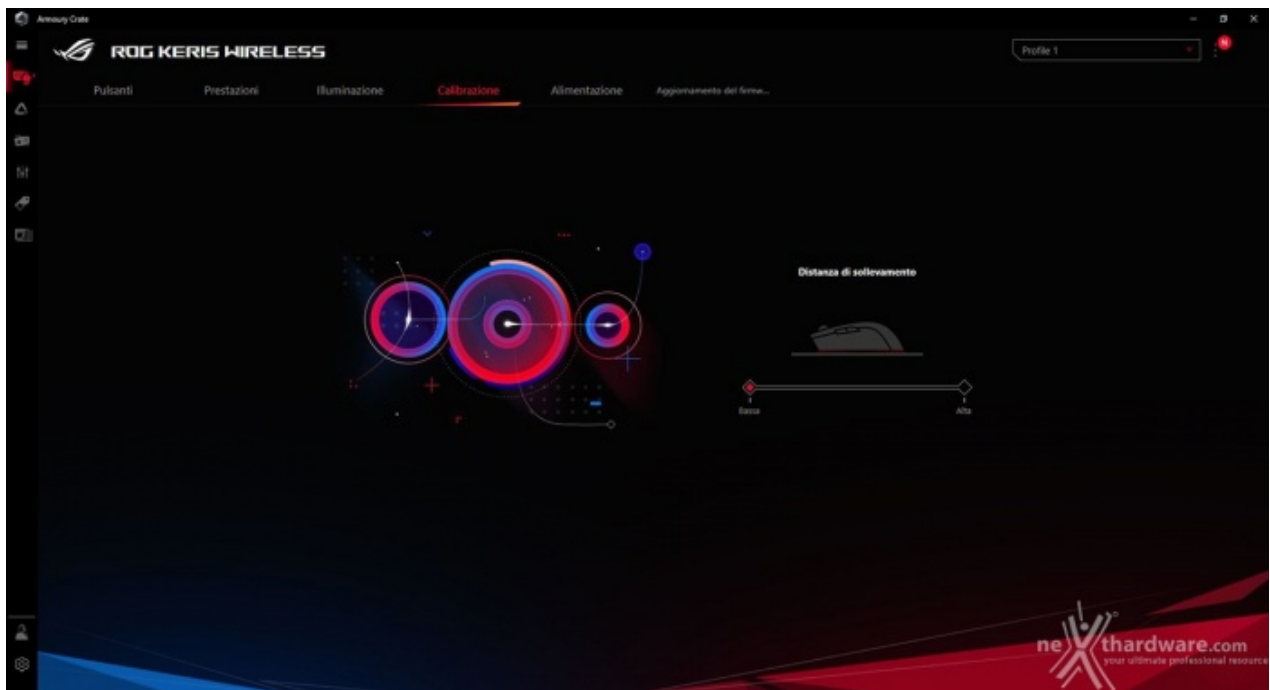 Armoury Crate
ROG KERIS WIRELESS
Profile 1
N
Pulsanti Prestazioni Illuminazione Calibrazione Alimentazione Aggiornamento del firmw...
Distanza di sollevamento
Bassa Alta
nexthardware.com
your ultimate professional resource